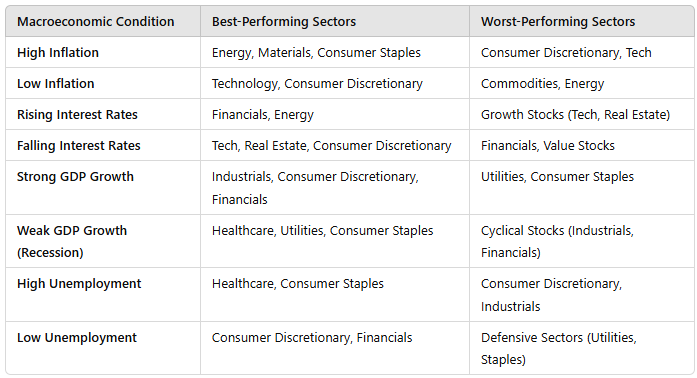 Macroeconomic Condition Best-Performing Sectors Worst-Performing Sectors
High Inflation Energy, Materials, Consumer Staples Consumer Discretionary, Tech
Low Inflation Technology, Consumer Discretionary Commodities, Energy
Rising Interest Rates Financials, Energy Growth Stocks (Tech, Real Estate)
Falling Interest Rates Tech, Real Estate, Consumer Discretionary Financials, Value Stocks
Strong GDP Growth Industrials, Consumer Discretionary, Utilities, Consumer Staples
Financials
Weak GDP Growth Healthcare, Utilities, Consumer Staples Cyclical Stocks (Industrials,
(Recession) Financials)
High Unemployment Healthcare, Consumer Staples Consumer Discretionary,
Industrials
Low Unemployment Consumer Discretionary, Financials Defensive Sectors (Utilities,
Staples)